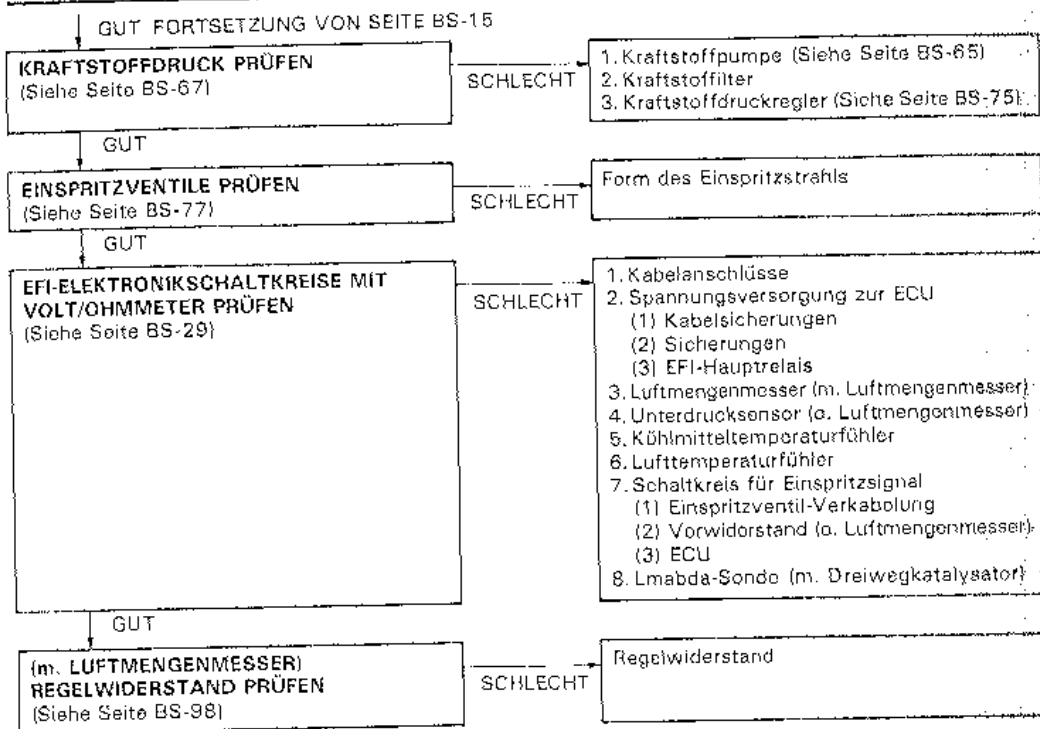 GUT FORTSETZUNG VON SEITE BS-15
KRAFTSTOFFDRUCK PRÜFEN
(Siehe Seite BS-67)
SCHLECHT
1. Kraftstoffpumpe (Siehe Seite BS-65)
2. Kraftstoffilter
3. Kraftstoffdruckregler (Siehe Seite BS-75)
GUT
EINSPRITZVENTILE PRÜFEN
(Siehe Seite BS-77)
SCHLECHT
Form des Einspritzstrahls
GUT
EFI-ELEKTRONIKSCHALTKREISE MIT
VOLT/OHMMETER PRÜFEN
(Siehe Seite BS-29)
SCHLECHT
1. Kabelanschlüsse
2. Spannungsversorgung zur ECU
(1) Kabelsicherungen
(2) Sicherungen
(3) EFI-Hauptrelais
3. Luftmengenmesser (m. Luftmengenmesser)
4. Unterdrucksensor (o. Luftmengenmesser)
5. Kühlmitteltemperaturfühler
6. Lufttemperaturfühler
7. Schaltkreis für Einspritzsignal
(1) Einspritzventil-Verkabelung
(2) Vorwiderstand (o. Luftmengenmesser)
(3) ECU
8. Lmabda-Sonde (m. Dreiwegkatalysator)
GUT
(m. LUFTMENGENMESSER)
REGELWIDERSTAND PRÜFEN
(Siehe Seite BS-98)
SCHLECHT
Regelwiderstand